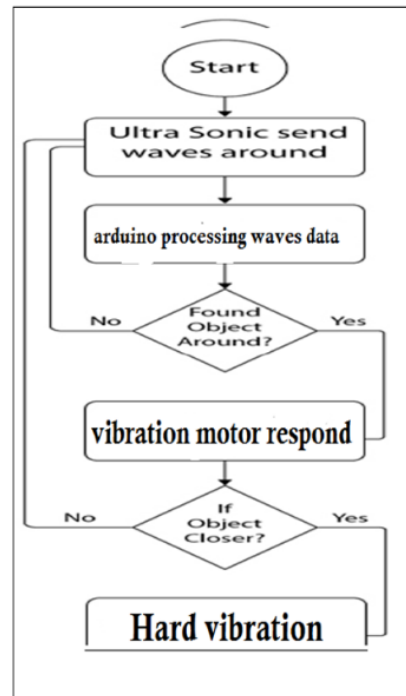 Start
Ultra Sonic send
waves around
arduino processing waves data
Found
Object
Around?
No
Yes
vibration motor respond
If
Object
Closer?
No
Yes
Hard vibration